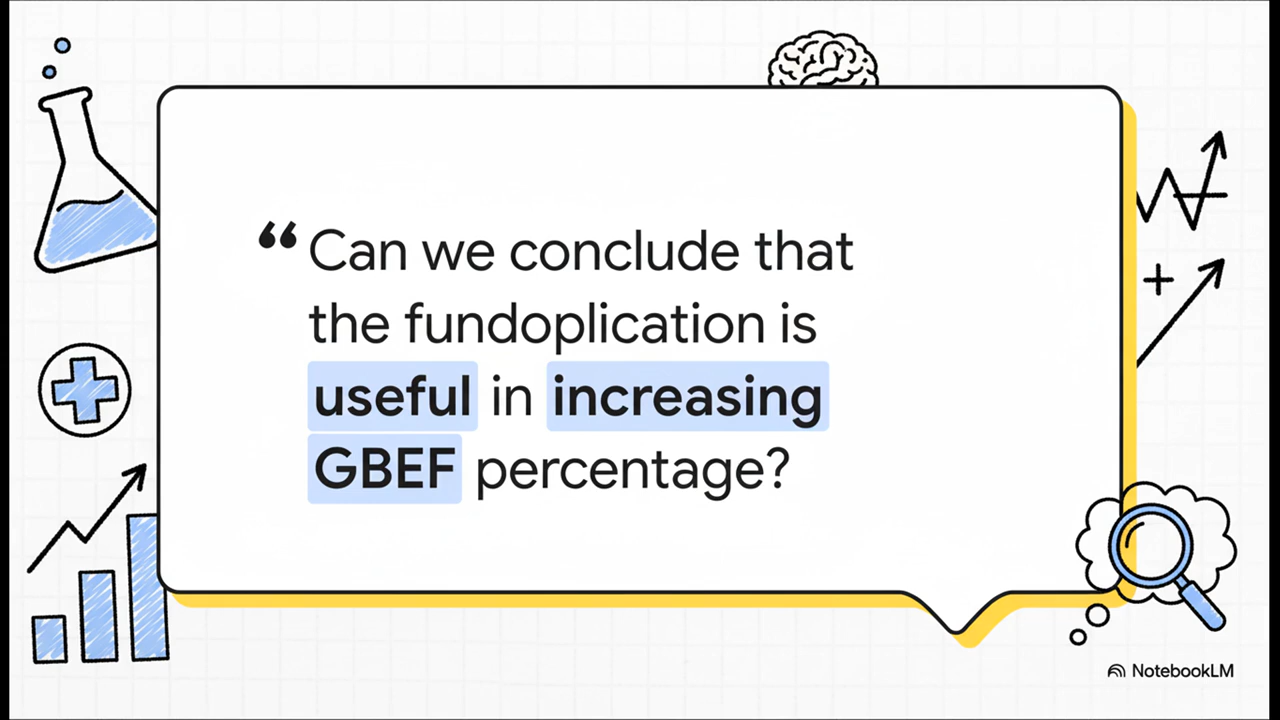 “Can we conclude that
the fundoplication is
useful in increasing
GBEF percentage?
NotebookLM